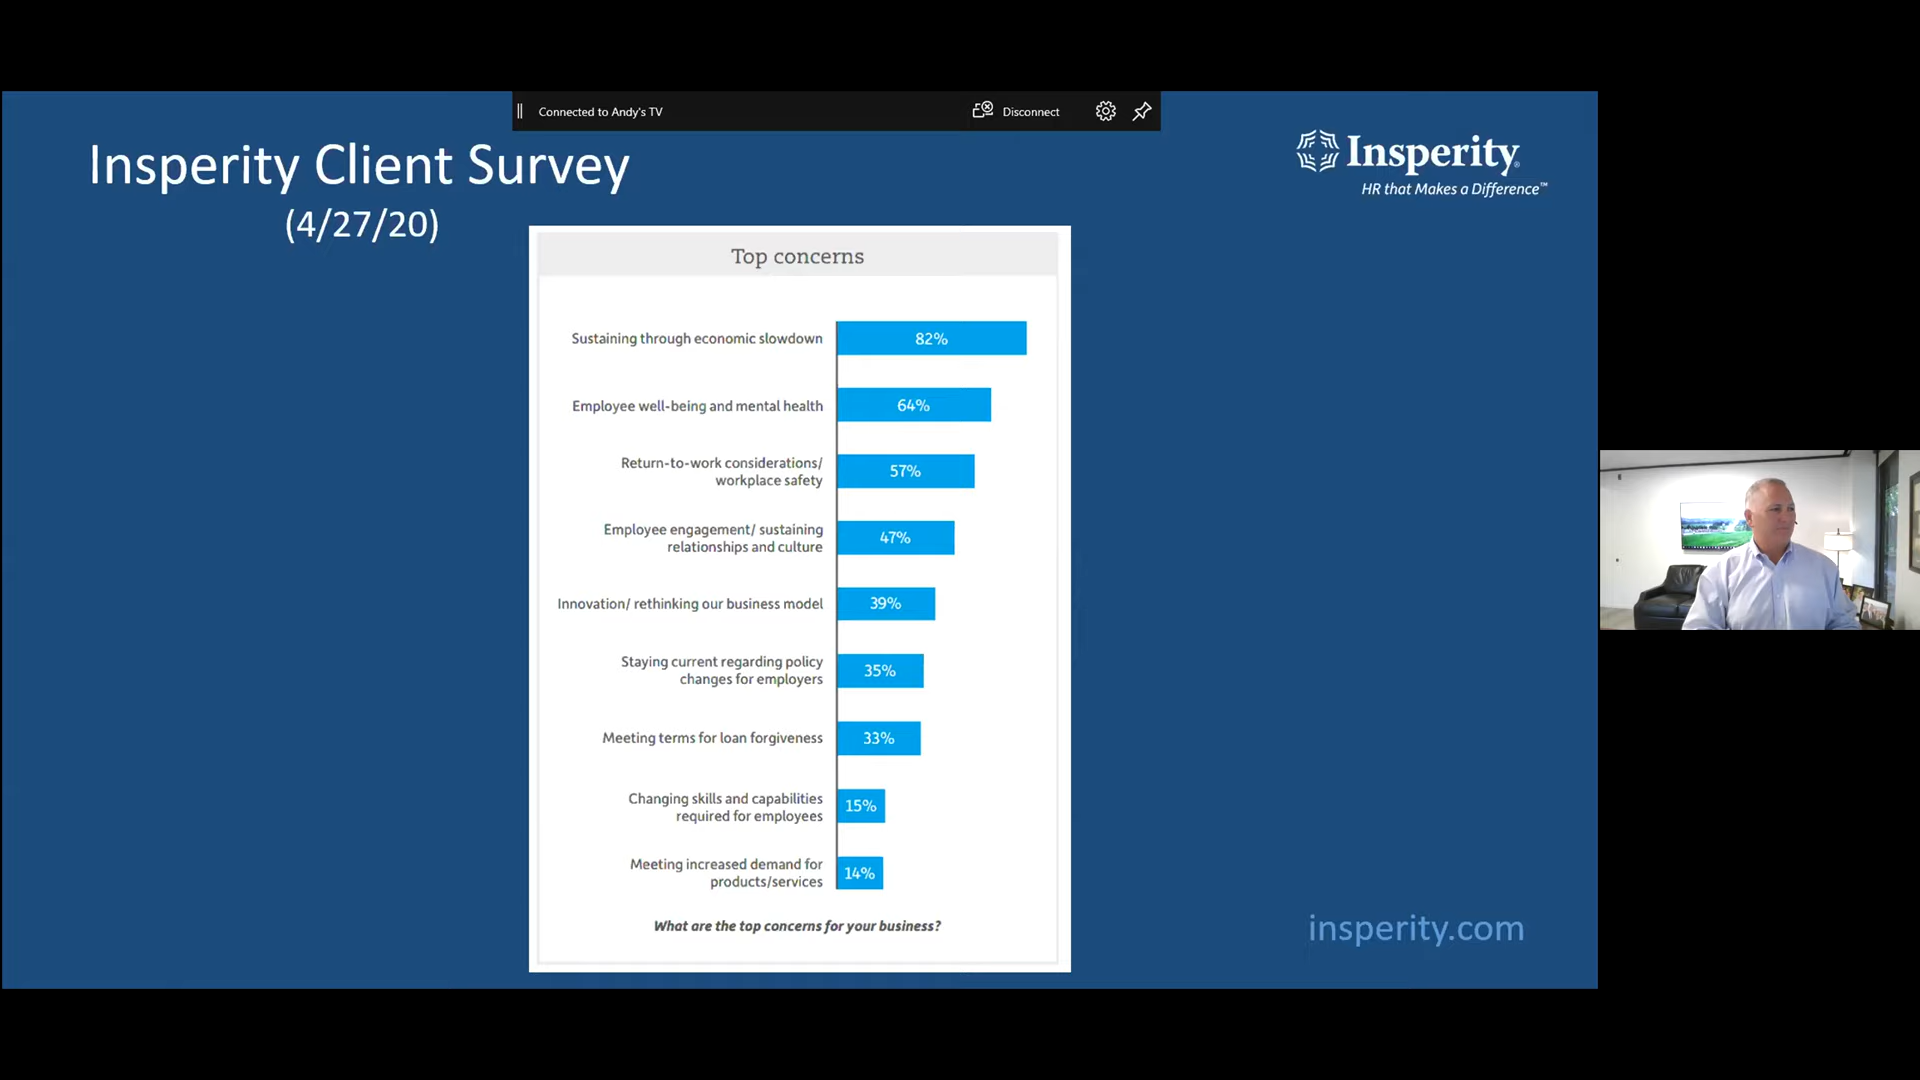 Connected to Andy's TV
Disconnect
Insperity Client Survey
(4/27/20)
Insperity®
HR that Makes a Difference™
Top concerns
Sustaining through economic slowdown
82%
Employee well-being and mental health
64%
Return-to-work considerations/
workplace safety
57%
Employee engagement/ sustaining
relationships and culture
47%
Innovation/ rethinking our business model
39%
Staying current regarding policy
changes for employers
35%
Meeting terms for loan forgiveness
33%
Changing skills and capabilities
required for employees
15%
Meeting increased demand for
products/services
14%
What are the top concerns for your business?
insperity.com